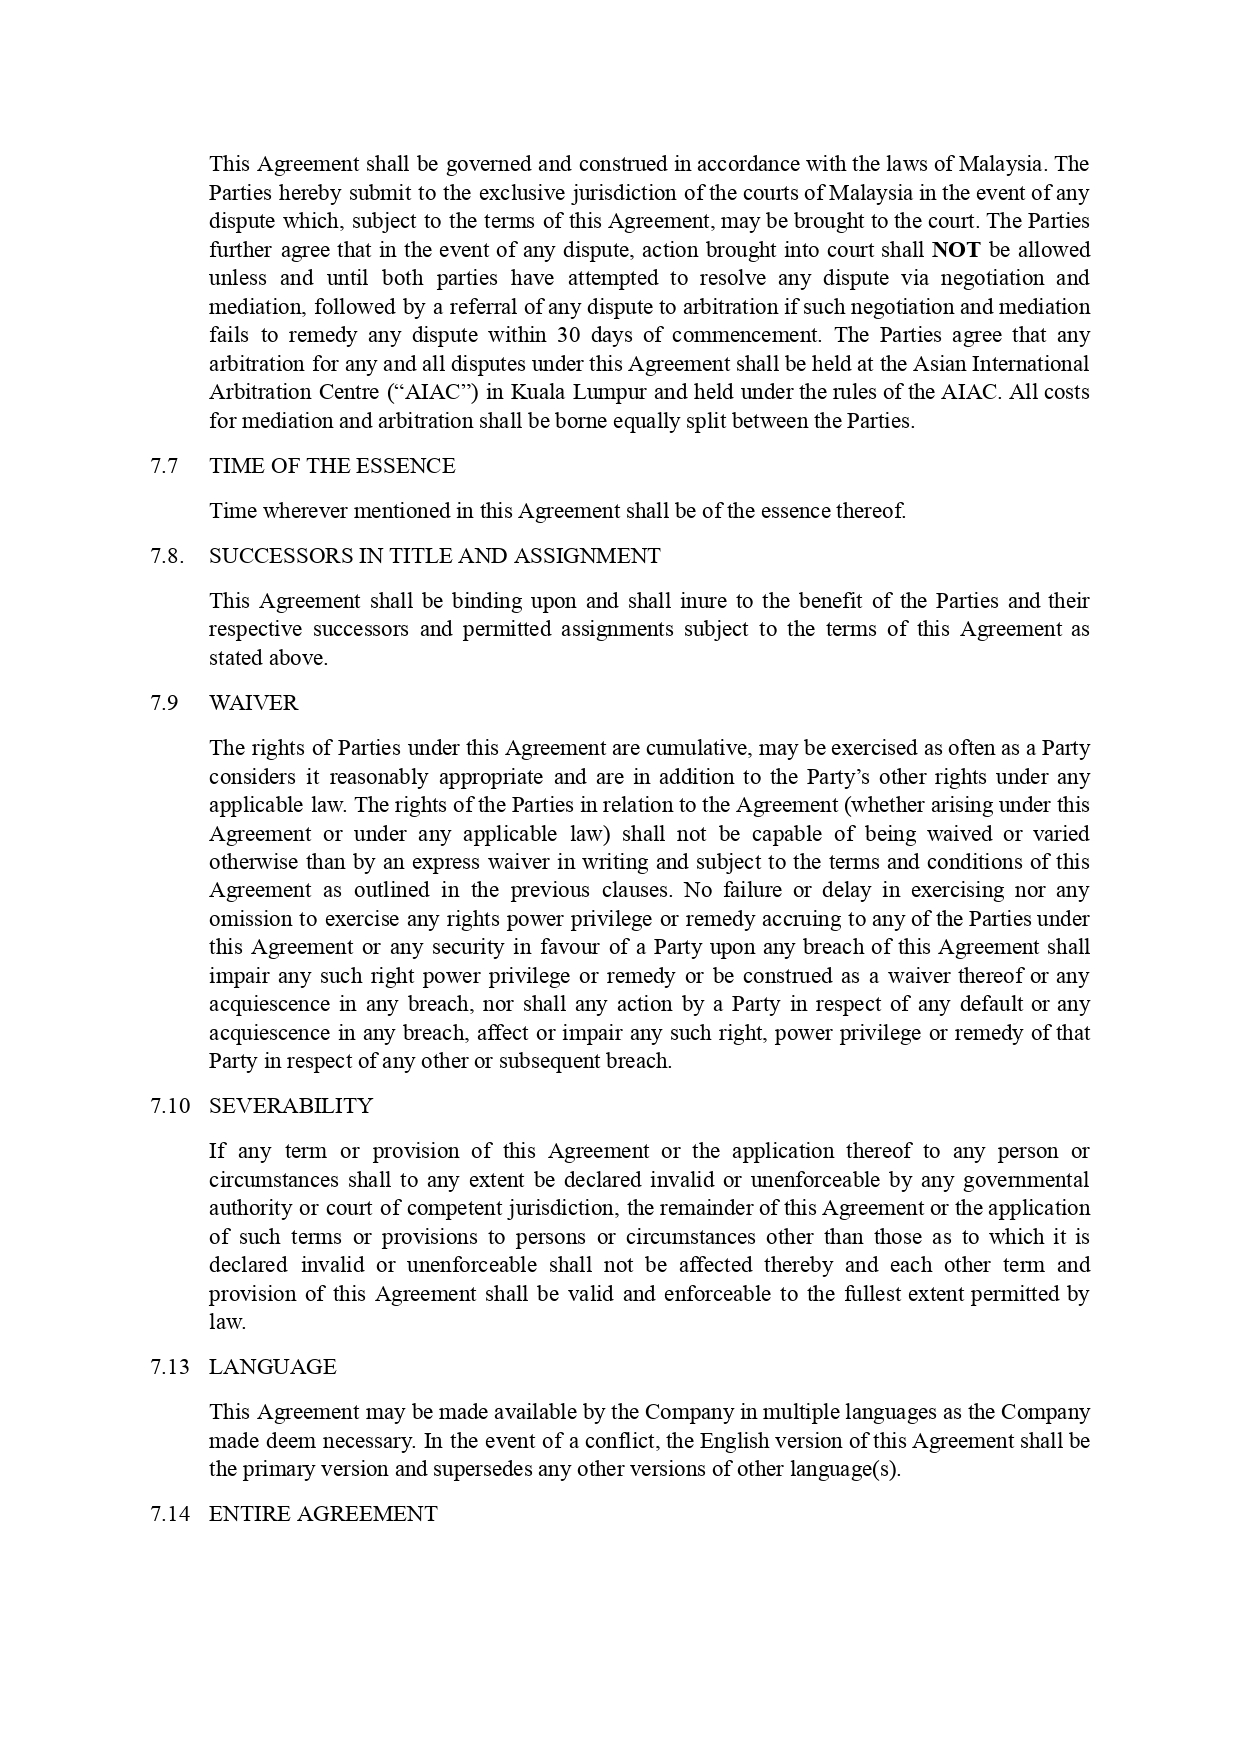 This Agreement shall be governed and construed in accordance with the laws of Malaysia. The
Parties hereby submit to the exclusive jurisdiction of the courts of Malaysia in the event of any
dispute which, subject to the terms of this Agreement, may be brought to the court. The Parties
further agree that in the event of any dispute, action brought into court shall NOT be allowed
unless and until both parties have attempted to resolve any dispute via negotiation and
mediation, followed by a referral of any dispute to arbitration if such negotiation and mediation
fails to remedy any dispute within 30 days of commencement. The Parties agree that any
arbitration for any and all disputes under this Agreement shall be held at the Asian International
Arbitration Centre (“AIAC”) in Kuala Lumpur and held under the rules of the AIAC. All costs
for mediation and arbitration shall be borne equally split between the Parties.
7.7 TIME OF THE ESSENCE
Time wherever mentioned in this Agreement shall be of the essence thereof.
7.8. SUCCESSORS IN TITLE AND ASSIGNMENT
This Agreement shall be binding upon and shall inure to the benefit of the Parties and their
respective successors and permitted assignments subject to the terms of this Agreement as
stated above.
7.9 WAIVER
The rights of Parties under this Agreement are cumulative, may be exercised as often as a Party
considers it reasonably appropriate and are in addition to the Party’s other rights under any
applicable law. The rights of the Parties in relation to the Agreement (whether arising under this
Agreement or under any applicable law) shall not be capable of being waived or varied
otherwise than by an express waiver in writing and subject to the terms and conditions of this
Agreement as outlined in the previous clauses. No failure or delay in exercising nor any
omission to exercise any rights power privilege or remedy accruing to any of the Parties under
this Agreement or any security in favour of a Party upon any breach of this Agreement shall
impair any such right power privilege or remedy or be construed as a waiver thereof or any
acquiescence in any breach, nor shall any action by a Party in respect of any default or any
acquiescence in any breach, affect or impair any such right, power privilege or remedy of that
Party in respect of any other or subsequent breach.
7.10 SEVERABILITY
If any term or provision of this Agreement or the application thereof to any person or
circumstances shall to any extent be declared invalid or unenforceable by any governmental
authority or court of competent jurisdiction, the remainder of this Agreement or the application
of such terms or provisions to persons or circumstances other than those as to which it is
declared invalid or unenforceable shall not be affected thereby and each other term and
provision of this Agreement shall be valid and enforceable to the fullest extent permitted by
law.
7.13 LANGUAGE
This Agreement may be made available by the Company in multiple languages as the Company
made deem necessary. In the event of a conflict, the English version of this Agreement shall be
the primary version and supersedes any other versions of other language(s).
7.14 ENTIRE AGREEMENT